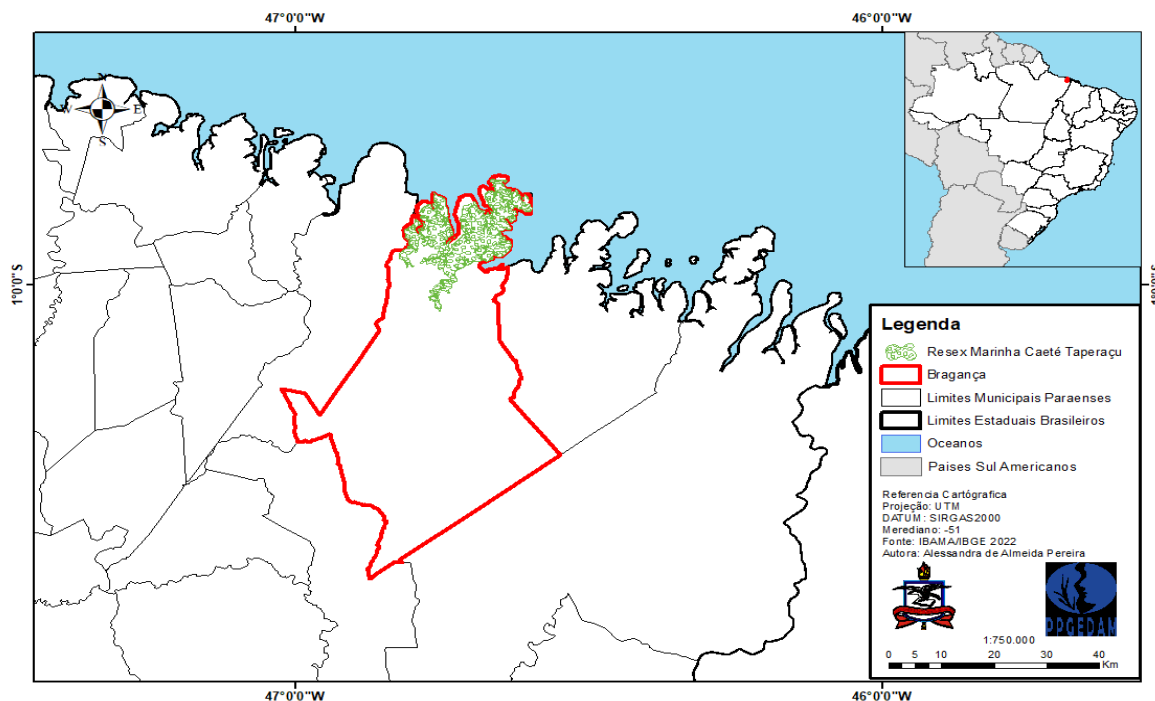 47°0'0"W 46°0'0"W
W E
S
1°0'0"S
1°0'0"S
Legenda
Resex Marinha Caeté Taperaçu
Bragança
Limites Municipais Paraenses
Limites Estaduais Brasileiros
Oceanos
Paises Sul Americanos
Referencia Cartógrafica
Projeção: UTM
DATUM: SIRGAS2000
Merediano: -51
Fonte: IBAMA/IBGE 2022
Autora: Alessandra de Almeida Pereira
PPGEDAM
1:750.000
0 5 10 20 30 40
Km
47°0'0"W 46°0'0"W